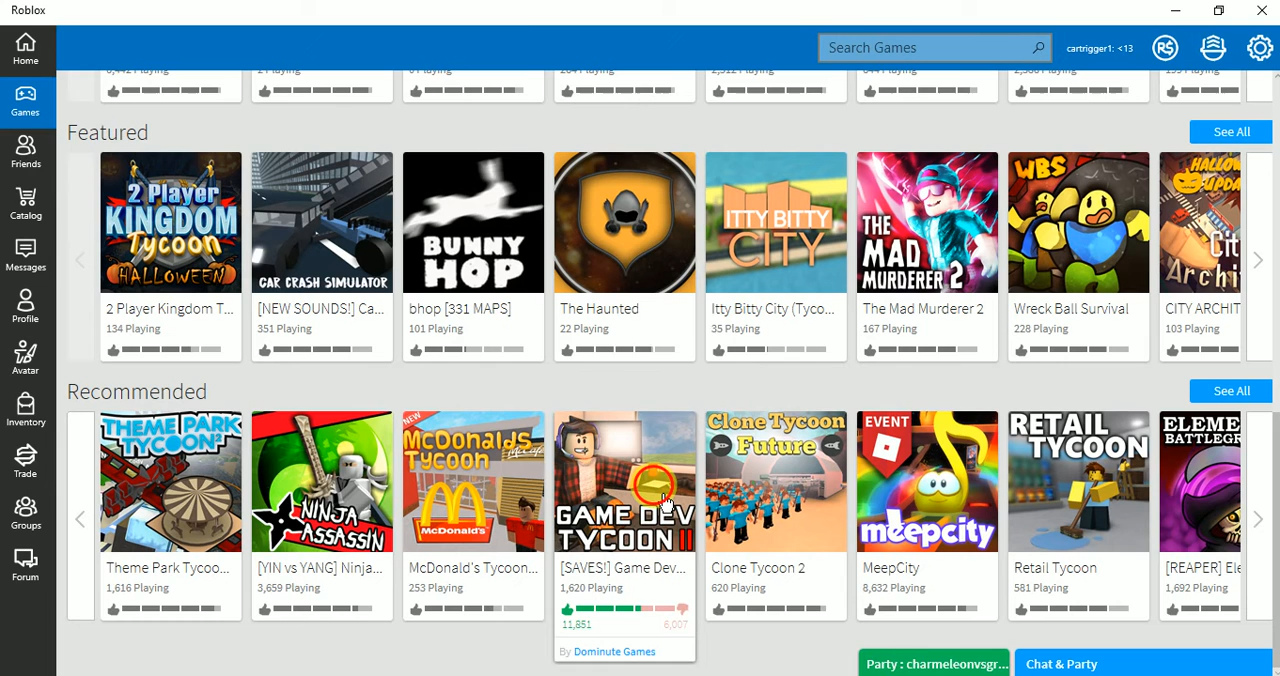 Roblox
Home
Search Games
cartrigger1: <13
R$
Games
Friends
Catalog
Messages
Profile
Avatar
Inventory
Trade
Groups
Forum
Featured
See All
2 Player
KINGDOM
Tycoon
HALLOWEEN
CAR CRASH SIMULATOR
BUNNY
HOP
ITTY BITTY
CITY
THE
MAD
MURDERER 2
WBS
2 Player Kingdom T...
[NEW SOUNDS!] Ca...
bhop [331 MAPS]
The Haunted
Itty Bitty City (Tyco...
The Mad Murderer 2
Wreck Ball Survival
CITY ARCHIT
134 Playing
351 Playing
101 Playing
22 Playing
35 Playing
167 Playing
228 Playing
103 Playing
Recommended
See All
THEME PARK
TYCOON 2
NINJA
ASSASSIN
NEW
McDonalds
Tycoon
McDonald's
GAME DEV
TYCOON II
Clone Tycoon
Future
EVENT
meepcity
RETAIL
TYCOON
ELEME
BATTLEGR
Theme Park Tycoo...
[YIN vs YANG] Ninja...
McDonald's Tycoon...
[SAVES!] Game Dev...
Clone Tycoon 2
MeepCity
Retail Tycoon
[REAPER] Ele
1,616 Playing
3,659 Playing
253 Playing
1,620 Playing
620 Playing
8,632 Playing
581 Playing
1,692 Playing
11,851
6,007
By Dominute Games
Party : charmeleonvsgr...
Chat & Party